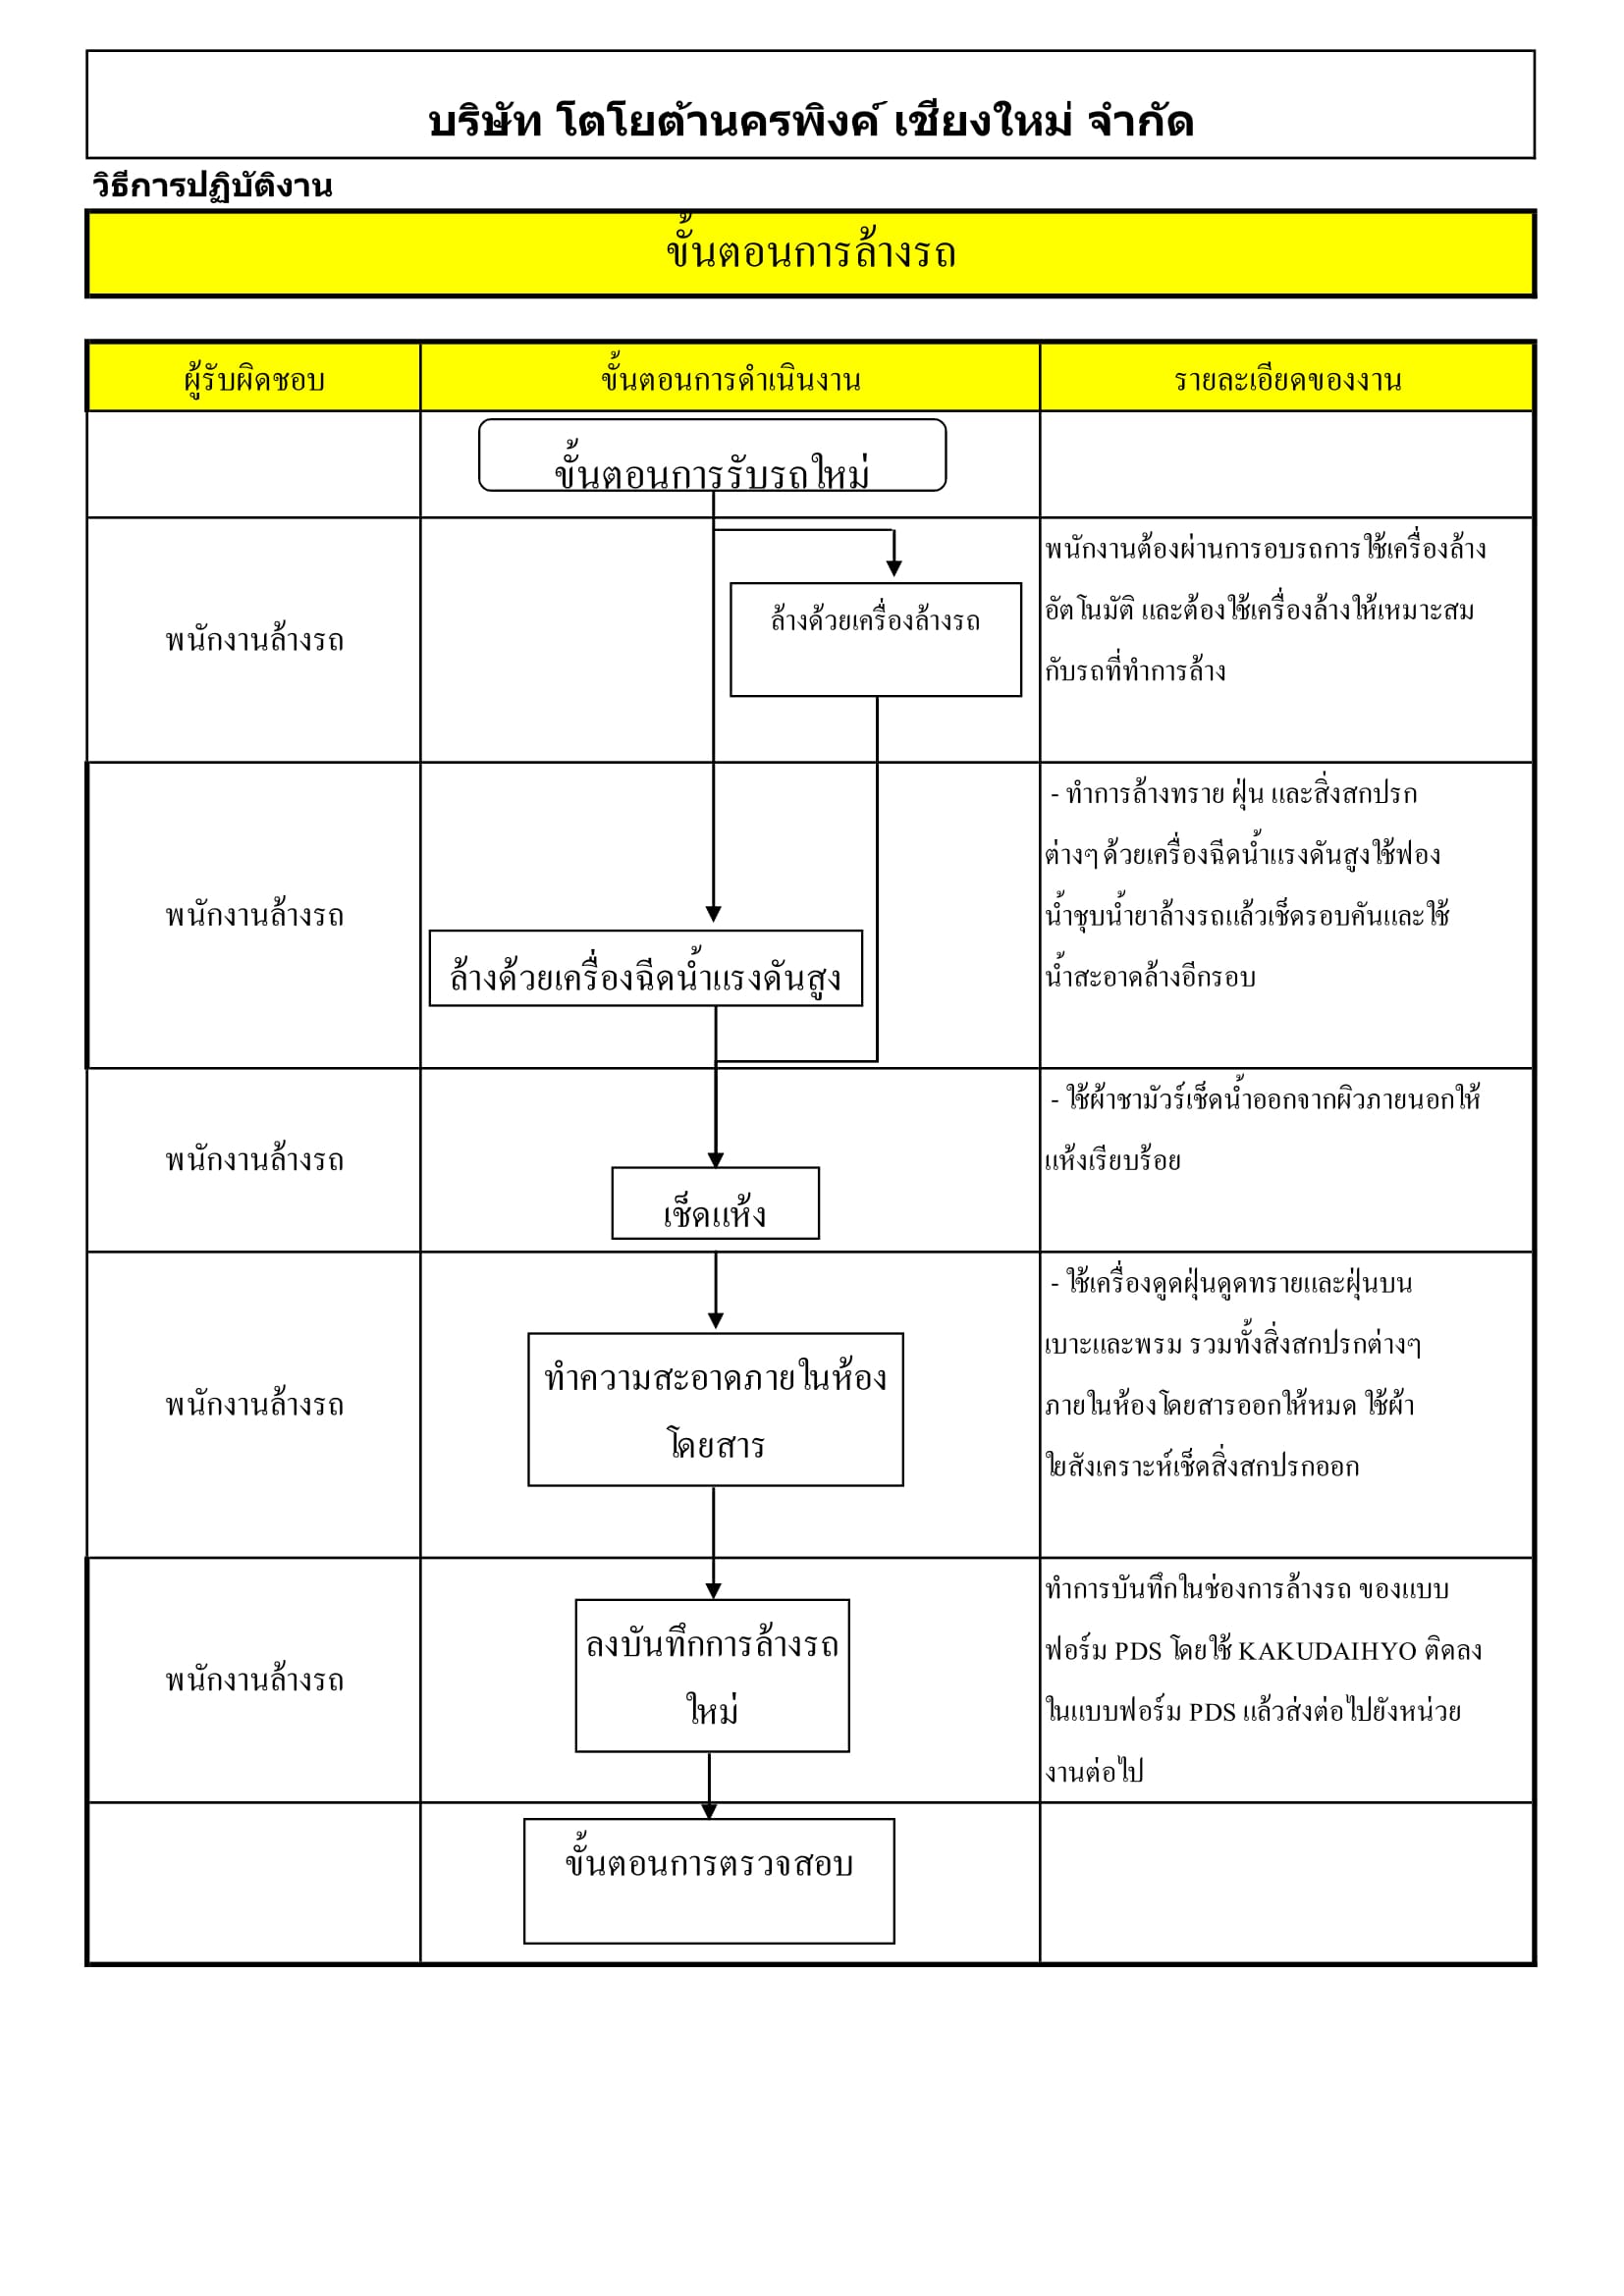 บริษัท โตโยต้านครพิงค์ เชียงใหม่ จำกัด
วิธีการปฏิบัติงาน
ขั้นตอนการล้างรถ
ผู้รับผิดชอบ
ขั้นตอนการดำเนินงาน
รายละเอียดของงาน
ขั้นตอนการรับรถใหม่
พนักงานล้างรถ
ล้างด้วยเครื่องล้างรถ
พนักงานต้องผ่านการอบรถการใช้เครื่องล้าง
อัตโนมัติ และต้องใช้เครื่องล้างให้เหมาะสม
กับรถที่ทำการล้าง
พนักงานล้างรถ
ล้างด้วยเครื่องฉีดน้ำแรงดันสูง
- ทำการล้างทราย ฝุ่น และสิ่งสกปรก
ต่างๆ ด้วยเครื่องฉีดน้ำแรงดันสูงใช้ฟอง
น้ำชุบน้ำยาล้างรถแล้วเช็ดรอบคันและใช้
น้ำสะอาดล้างอีกรอบ
พนักงานล้างรถ
เช็ดแห้ง
- ใช้ผ้าชามัวร์เช็ดน้ำออกจากผิวภายนอกให้
แห้งเรียบร้อย
พนักงานล้างรถ
ทำความสะอาดภายในห้อง
โดยสาร
- ใช้เครื่องดูดฝุ่นดูดทรายและฝุ่นบน
เบาะและพรม รวมทั้งสิ่งสกปรกต่างๆ
ภายในห้องโดยสารออกให้หมด ใช้ผ้า
ใยสังเคราะห์เช็ดสิ่งสกปรกออก
พนักงานล้างรถ
ลงบันทึกการล้างรถ
ใหม่
ทำการบันทึกในช่องการล้างรถ ของแบบ
ฟอร์ม PDS โดยใช้ KAKUDAIHYO ติดลง
ในแบบฟอร์ม PDS แล้วส่งต่อไปยังหน่วย
งานต่อไป
ขั้นตอนการตรวจสอบ